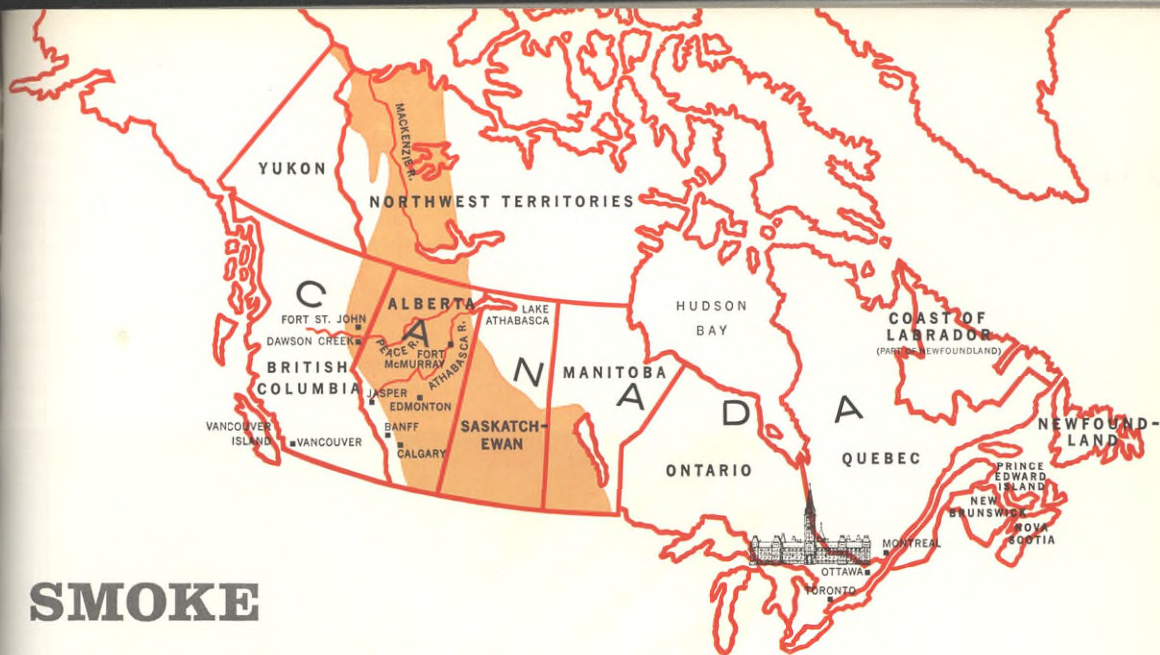 MACKENZIE R.
YUKON
NORTHWEST TERRITORIES
C A N A D A
ALBERTA
LAKE
ATHABASCA
HUDSON
BAY
FORT ST. JOHN
DAWSON CREEK
PEACE R.
FORT
McMURRAY
ATHABASCA R.
COAST OF
LABRADOR
(PART OF NEWFOUNDLAND)
BRITISH
COLUMBIA
MANITOBA
JASPER
EDMONTON
VANCOUVER
ISLAND
VANCOUVER
BANFF
CALGARY
SASKATCH-
EWAN
ONTARIO
QUEBEC
NEWFOUND-
LAND
PRINCE
EDWARD
ISLAND
NEW
BRUNSWICK
NOVA
SCOTIA
MONTREAL
OTTAWA
TORONTO
SMOKE